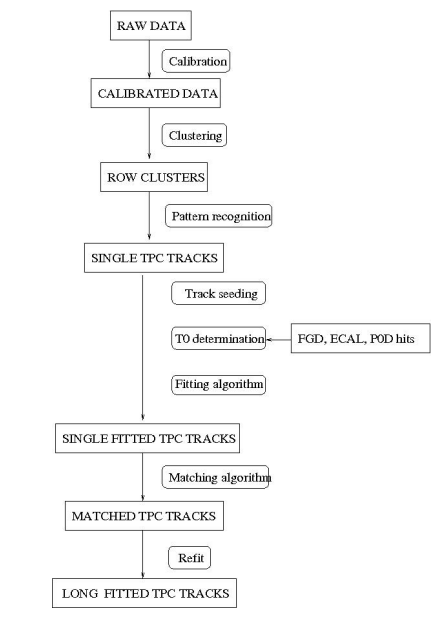 RAW DATA
Calibration
CALIBRATED DATA
Clustering
ROW CLUSTERS
Pattern recognition
SINGLE TPC TRACKS
Track seeding
T0 determination
FGD, ECAL, P0D hits
Fitting algorithm
SINGLE FITTED TPC TRACKS
Matching algorithm
MATCHED TPC TRACKS
Refit
LONG FITTED TPC TRACKS